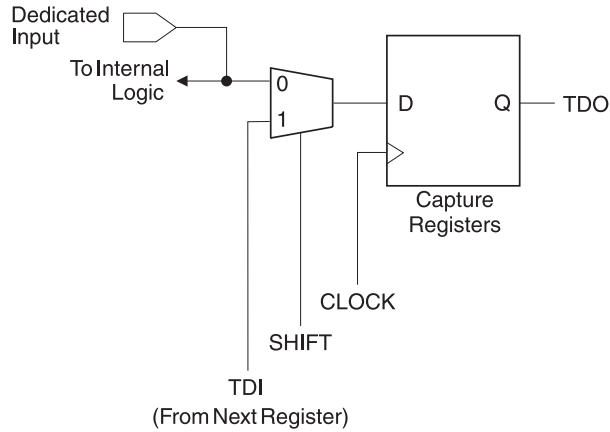 Dedicated
Input
To Internal
Logic
0
1
D
Q
TDO
Capture
Registers
CLOCK
SHIFT
TDI
(From Next Register)